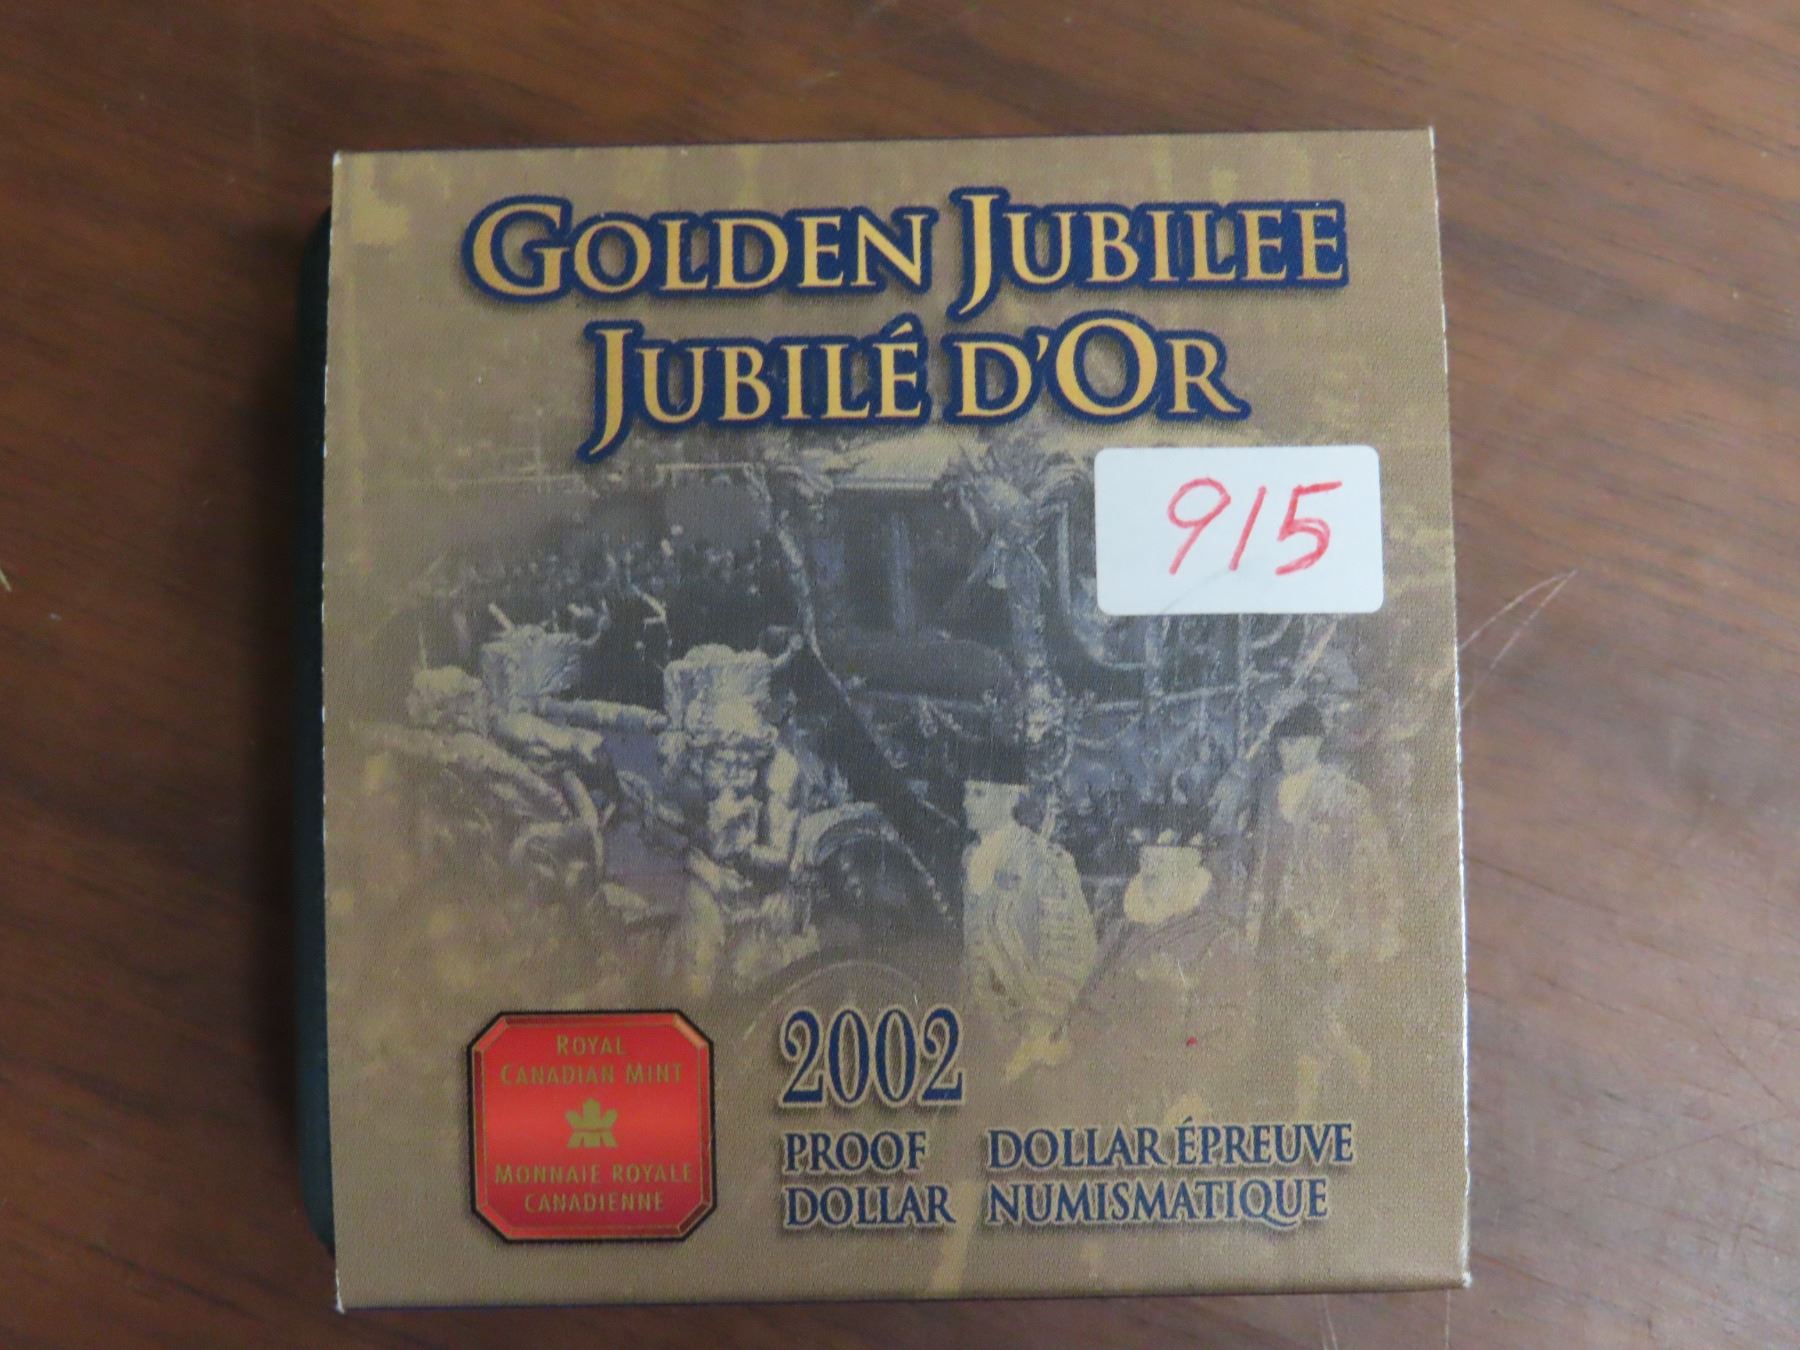 GOLDEN JUBILEE
JUBILÉ D'OR
915
ROYAL
CANADIAN MINT
MONNAIE ROYALE
CANADIENNE
2002
PROOF DOLLAR ÉPREUVE
DOLLAR NUMISMATIQUE